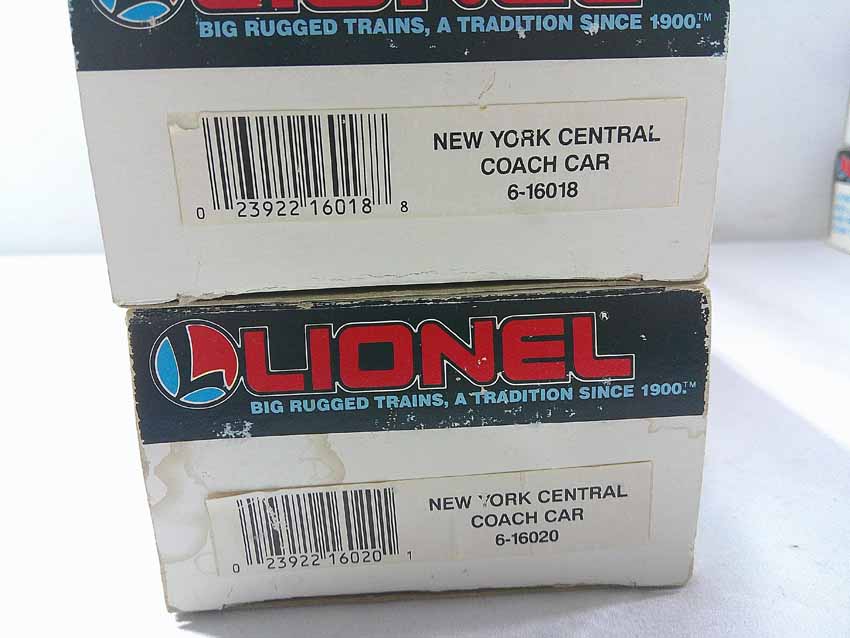 LIONEL
BIG RUGGED TRAINS, A TRADITION SINCE 1900.™
NEW YORK CENTRAL
COACH CAR
6-16018
0 23922 16018 8
L LIONEL®
BIG RUGGED TRAINS, A TRADITION SINCE 1900.™
NEW YORK CENTRAL
COACH CAR
6-16020
0 23922 16020 1